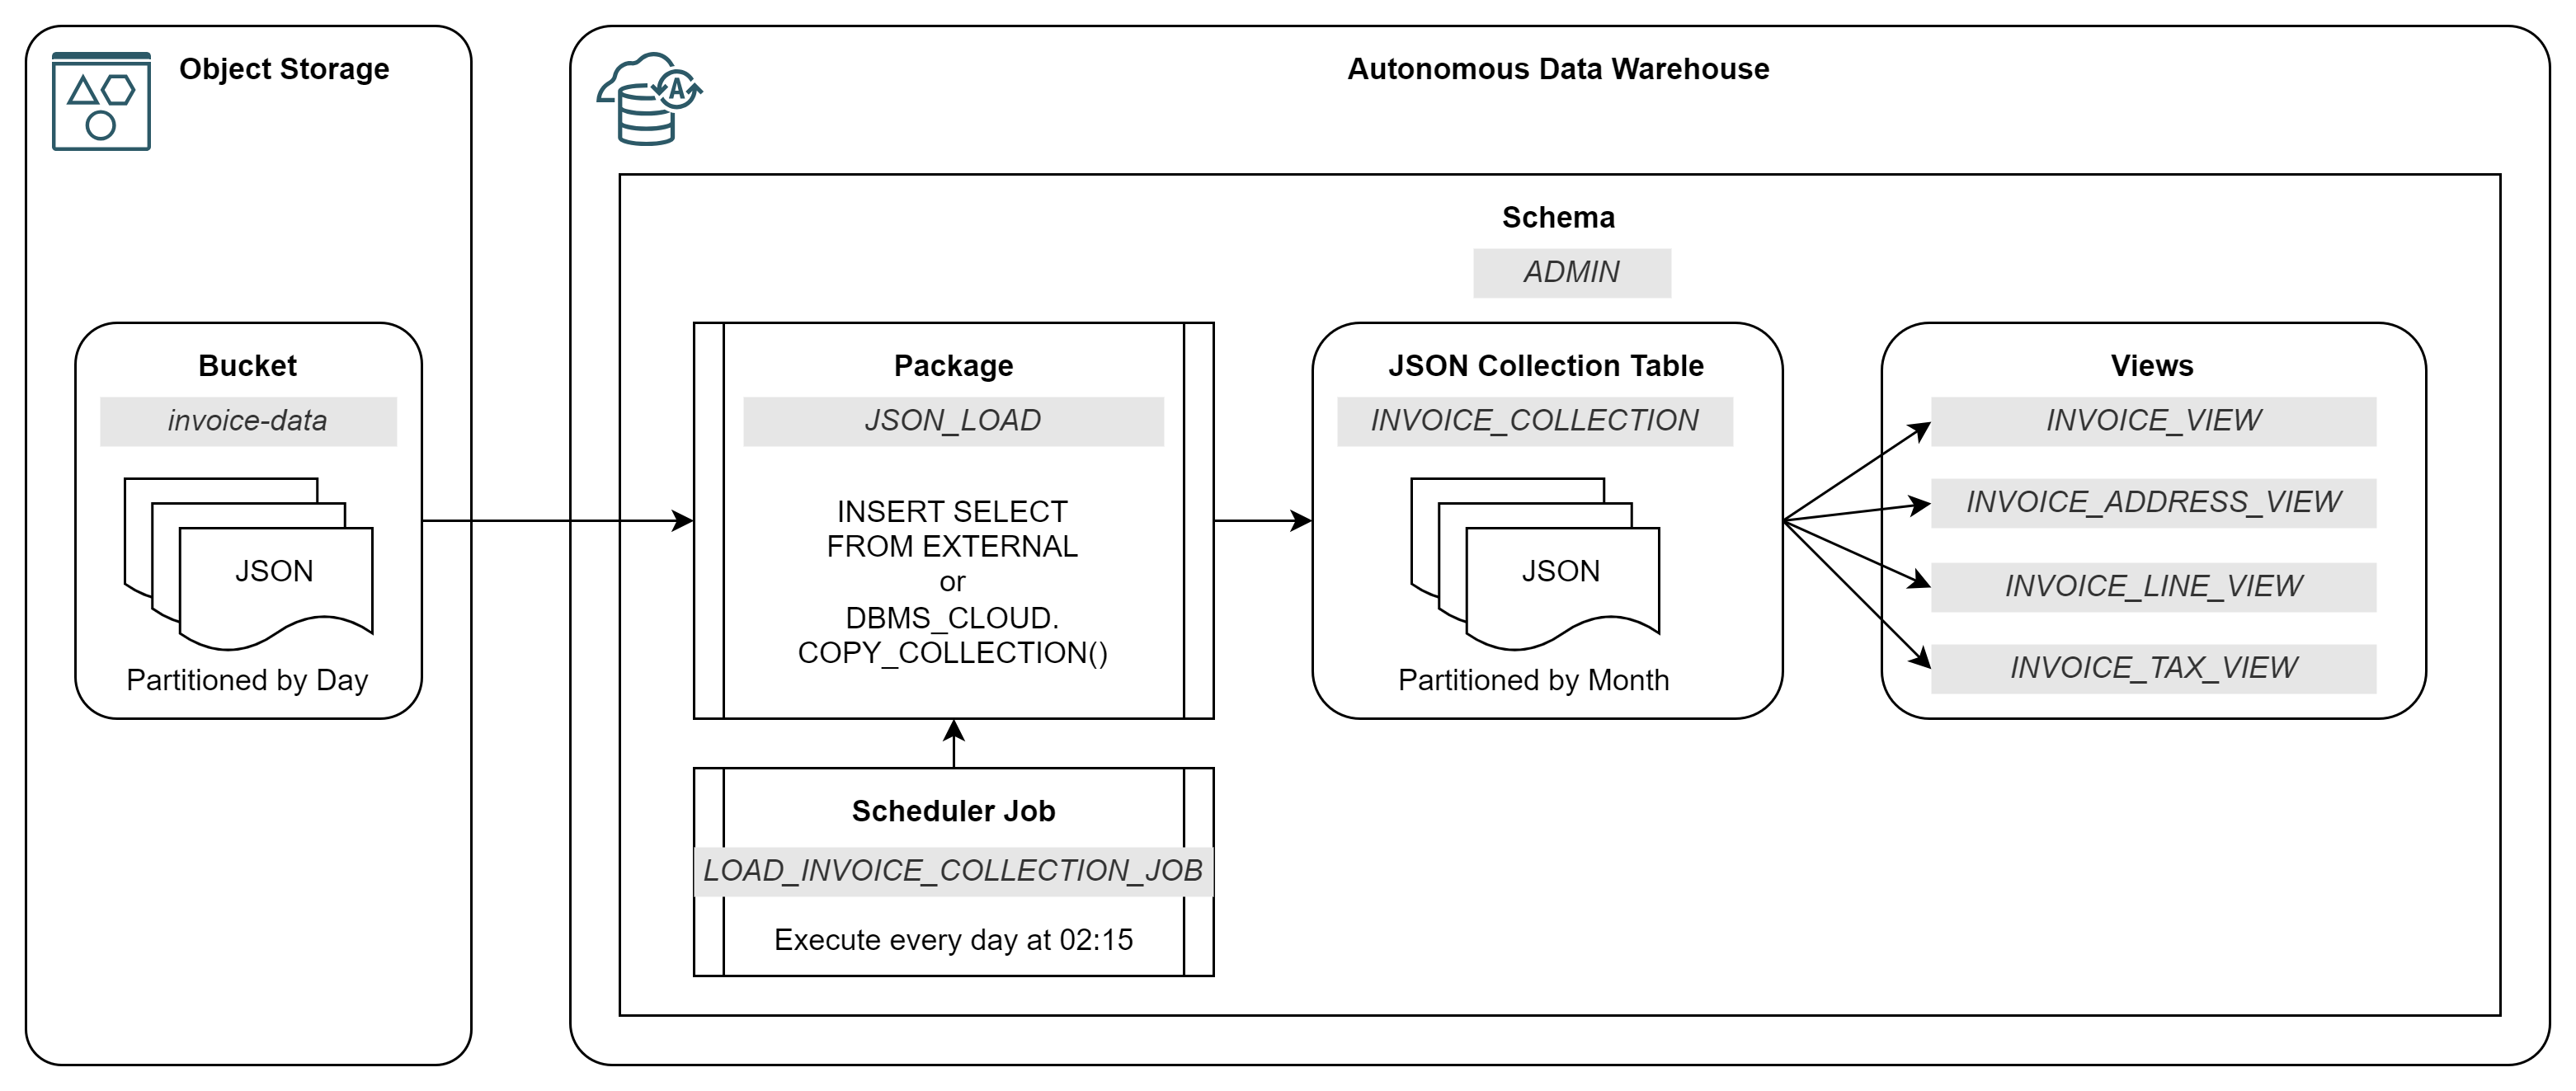 Object Storage
Bucket
invoice-data
JSON
Partitioned by Day
Autonomous Data Warehouse
A
Schema
ADMIN
Package
JSON_LOAD
INSERT SELECT
FROM EXTERNAL
or
DBMS_CLOUD.
COPY_COLLECTION()
Scheduler Job
LOAD_INVOICE_COLLECTION_JOB
Execute every day at 02:15
JSON Collection Table
INVOICE_COLLECTION
JSON
Partitioned by Month
Views
INVOICE_VIEW
INVOICE_ADDRESS_VIEW
INVOICE_LINE_VIEW
INVOICE_TAX_VIEW